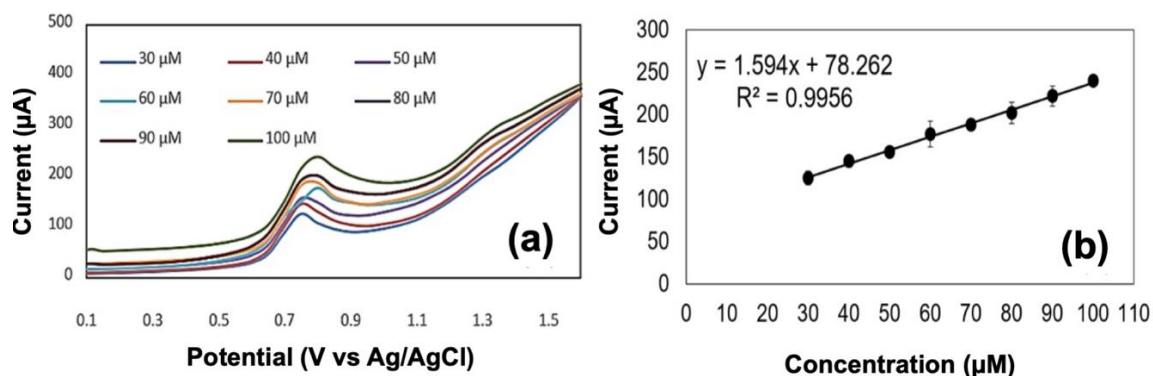 500
400
300
200
100
0
Current (µA)
30 µM 40 µM 50 µM
60 µM 70 µM 80 µM
90 µM 100 µM
(a)
0.1 0.3 0.5 0.7 0.9 1.1 1.3 1.5
Potential (V vs Ag/AgCl)
300
250
200
150
100
50
0
Current (µA)
y = 1.594x + 78.262
R² = 0.9956
(b)
0 10 20 30 40 50 60 70 80 90 100 110
Concentration (µM)